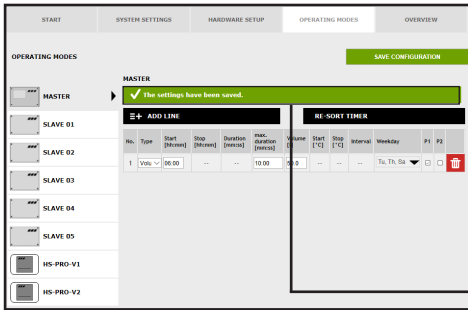 START SYSTEM SETTINGS HARDWARE SETUP OPERATING MODES OVERVIEW
OPERATING MODES
SAVE CONFIGURATION
MASTER
MASTER
The settings have been saved.
ADD LINE RE-SORT TIMER
SLAVE 01
SLAVE 02
SLAVE 03
SLAVE 04
SLAVE 05
HS-PRO-V1
HS-PRO-V2
No. Type Start [hh:mm] Stop [hh:mm] Duration [mm:ss] max. duration [mm:ss] Volume Start [°C] Stop [°C] Interval Weekday P1 P2
1 Volu 06:00 -- -- 10:00 -- -- -- Tu, Th, Sa